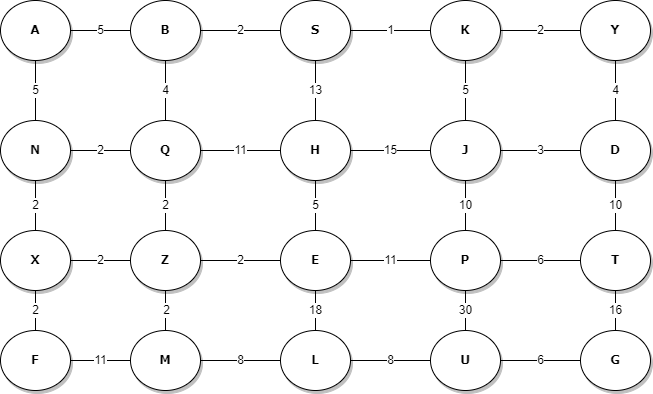 A 5 B 2 S 1 K 2 Y
5 4 13 5 4
N 2 Q 11 H 15 J 3 D
2 2 5 10 10
X 2 Z 2 E 11 P 6 T
2 2 18 30 16
F 11 M 8 L 8 U 6 G